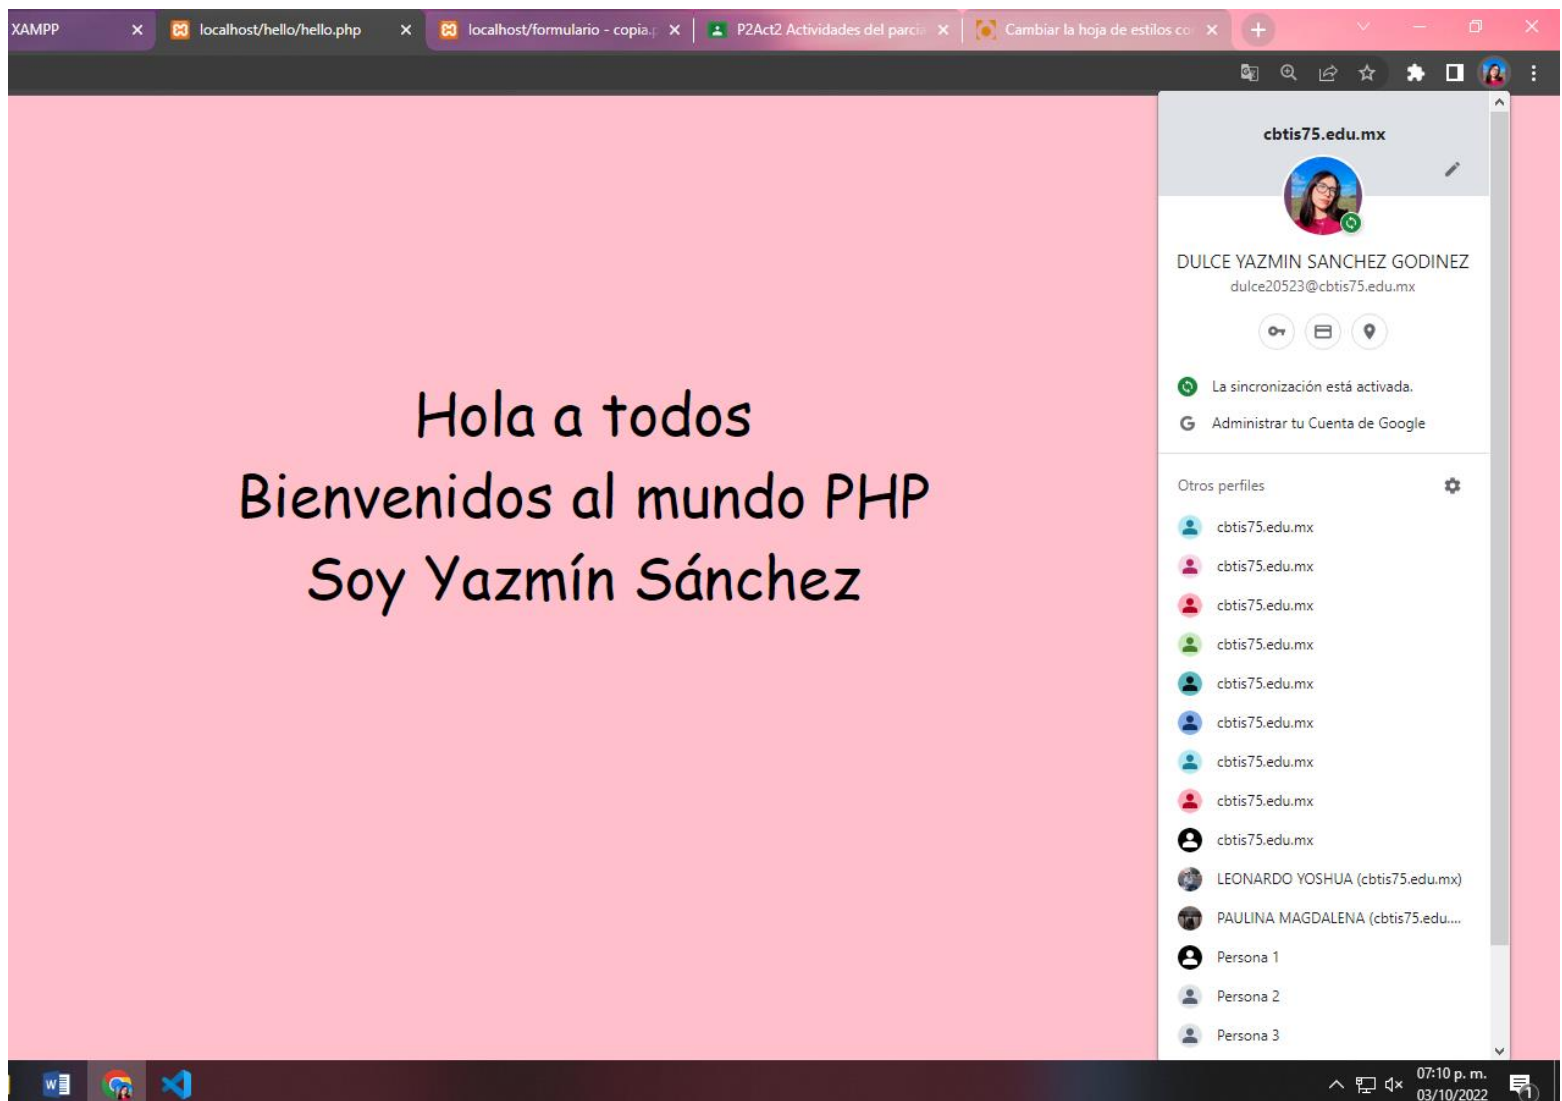 XAMPP
localhost/hello/hello.php
localhost/formulario - copia.p
P2Act2 Actividades del parcia
Cambiar la hoja de estilos co
cbtis75.edu.mx
DULCE YAZMIN SANCHEZ GODINEZ
dulce20523@cbtis75.edu.mx
La sincronización está activada.
G Administrar tu Cuenta de Google
Hola a todos
Bienvenidos al mundo PHP
Soy Yazmín Sánchez
Otros perfiles
cbtis75.edu.mx
cbtis75.edu.mx
cbtis75.edu.mx
cbtis75.edu.mx
cbtis75.edu.mx
cbtis75.edu.mx
cbtis75.edu.mx
cbtis75.edu.mx
cbtis75.edu.mx
LEONARDO YOSHUA (cbtis75.edu.mx)
PAULINA MAGDALENA (cbtis75.edu....
Persona 1
Persona 2
Persona 3
07:10 p. m.
03/10/2022